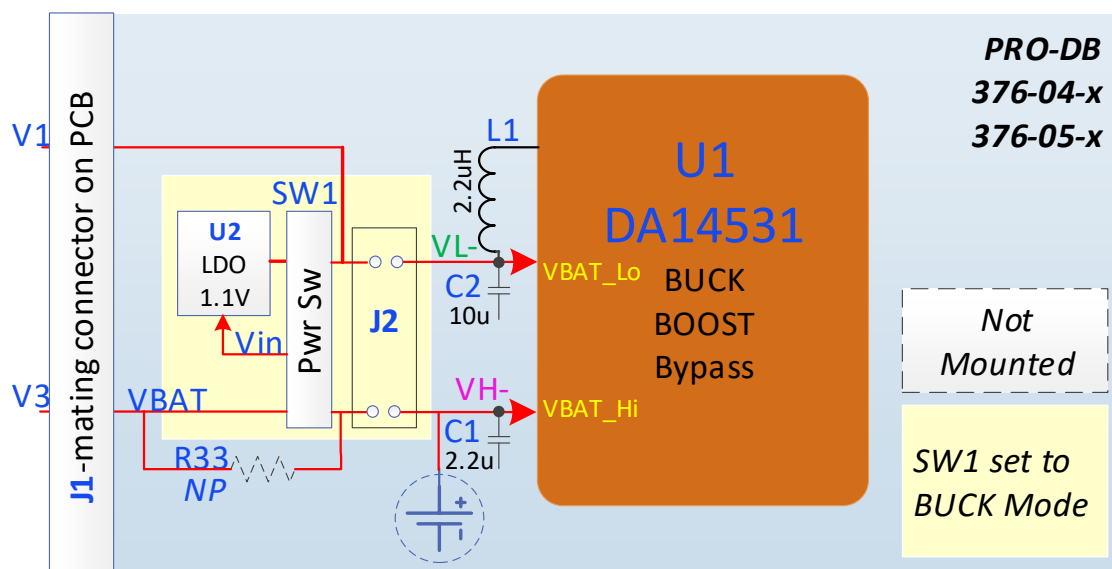 PRO-DB
376-04-x
376-05-x
J1-mating connector on PCB
V1
V3
SW1
U2
LDO
1.1V
Vin
Pwr Sw
J2
VBAT
R33
NP
L1
2.2uH
VL-
C2
10u
VH-
C1
2.2u
+
-
U1
DA14531
BUCK
BOOST
Bypass
VBAT_Lo
VBAT_Hi
Not
Mounted
SW1 set to
BUCK Mode